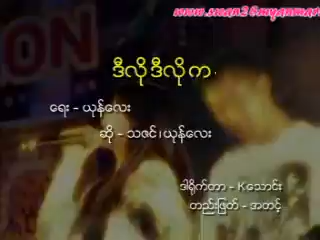 www.swan26myanmar
ON
ဒီလိုဒီလိုက
ရေး - ယုန်လေး
ဆို - သဇင်၊ယုန်လေး
ဒါရိုက်တာ - Kသောင်း
တည်းဖြတ် - အတင့်